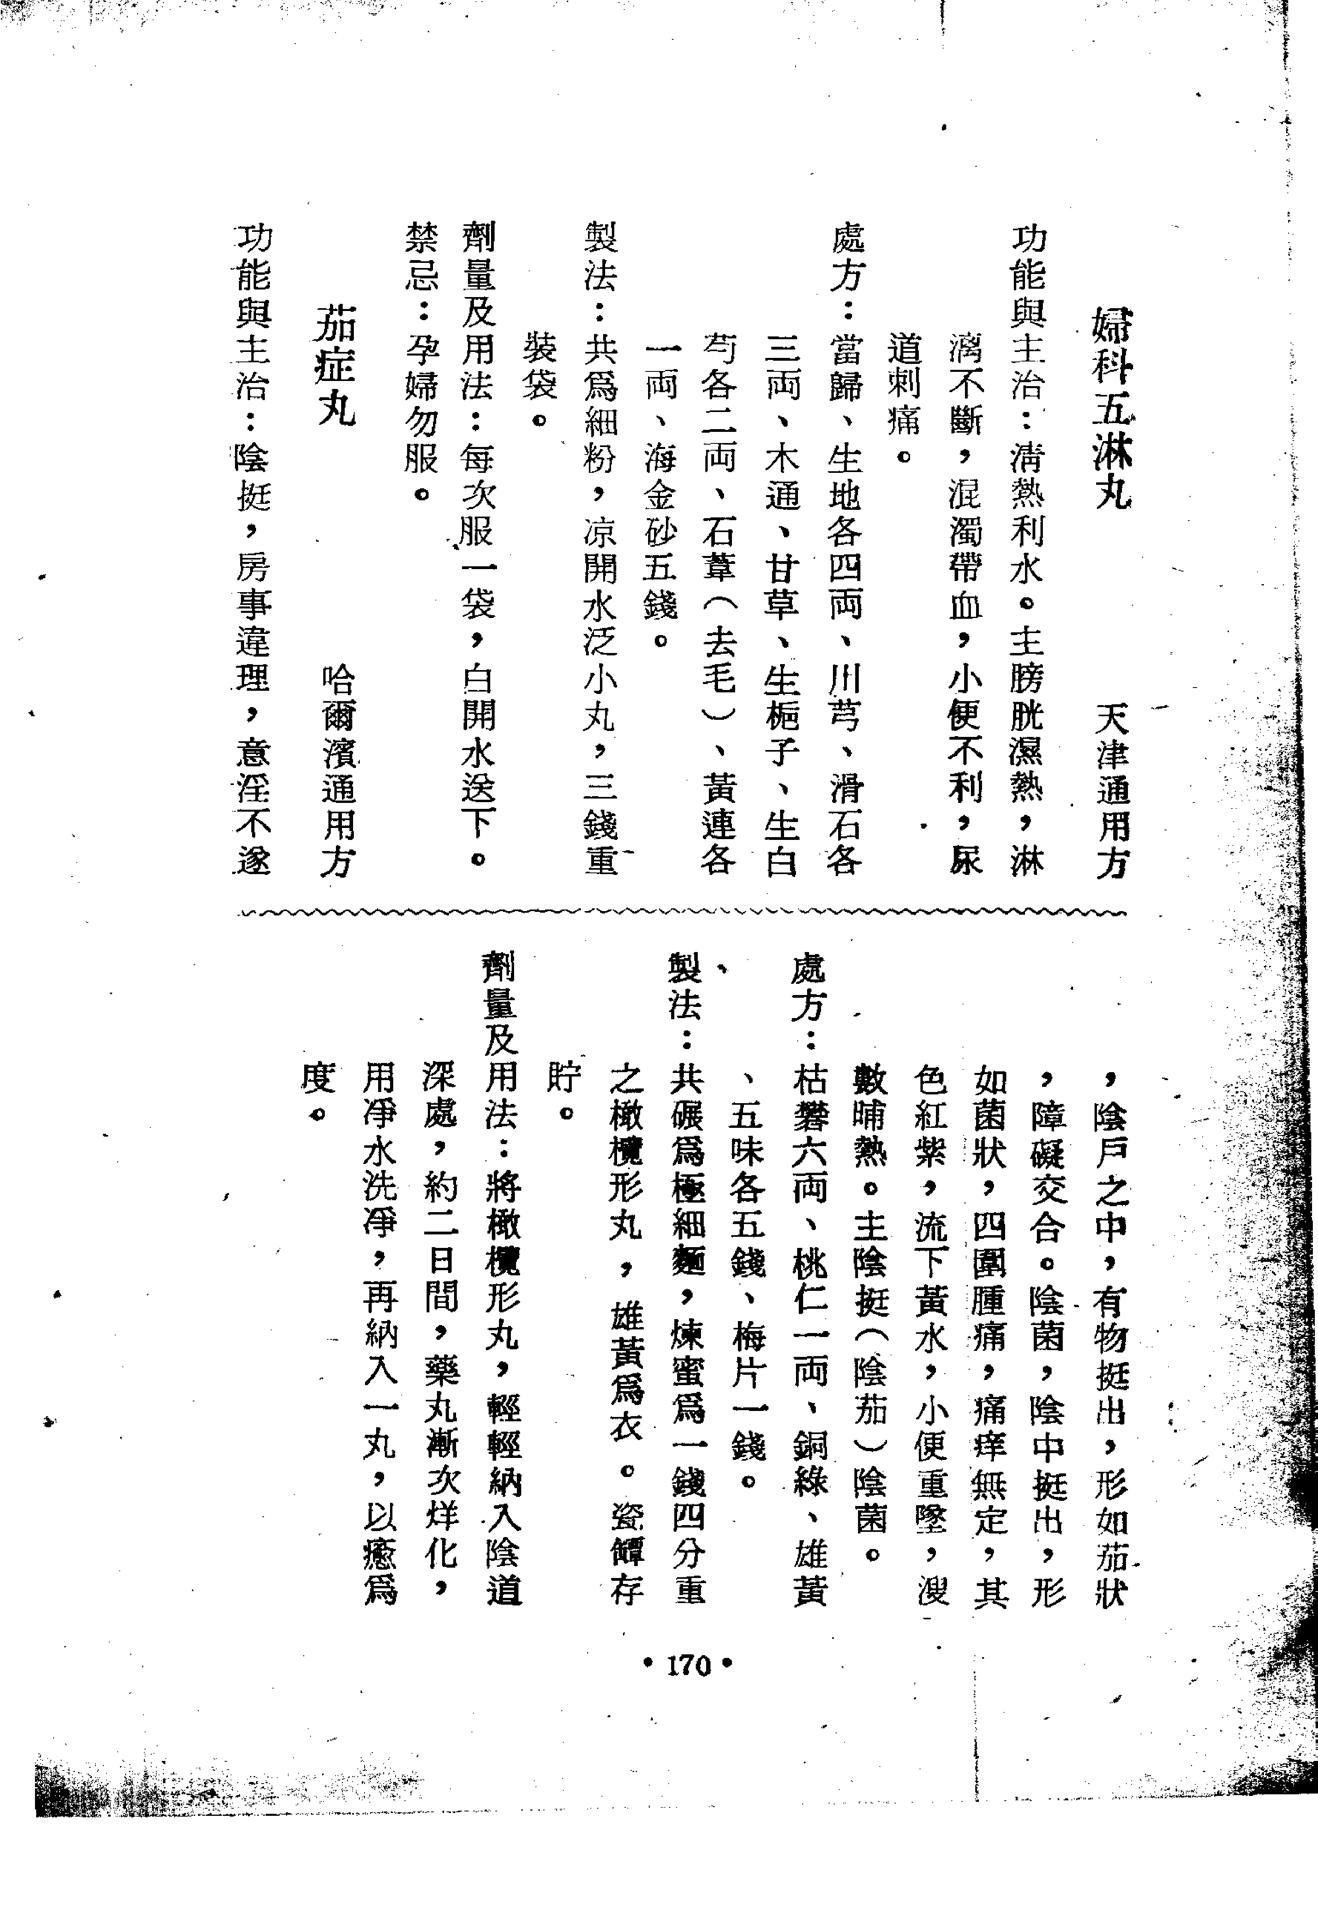 婦科五淋丸　　　天津通用方
功能與主治：淸熱利水。主膀胱濕熱，淋
漓不斷，混濁帶血，小便不利，尿
道刺痛。
處方：當歸、生地各四両、川芎、滑石各
三両、木通、甘草、生梔子、生白
芍各二両、石葦（去毛）、黃連各
一両、海金砂五錢。
製法：共爲細粉，凉開水泛小丸，三錢重
裝袋。
劑量及用法：每次服一袋，白開水送下。
禁忌：孕婦勿服。
茄症丸　　　哈爾濱通用方
功能與主治：陰挺，房事違理，意淫不遂
，陰戶之中，有物挺出，形如茄狀
，障礙交合。陰菌，陰中挺出，形
如菌狀，四圍腫痛，痛痒無定，其
色紅紫，流下黃水，小便重墜，溲
數晡熱。主陰挺（陰茄）陰菌。
處方：枯礬六両、桃仁一両、銅綠、雄黃
、五味各五錢、梅片一錢。
製法：共碾爲極細麵，煉蜜爲一錢四分重
之橄欖形丸，雄黃爲衣。瓷罈存
貯。
劑量及用法：將橄欖形丸，輕輕納入陰道
深處，約二日間，藥丸漸次烊化，
用凈水洗凈，再納入一丸，以癒爲
度。
•170•